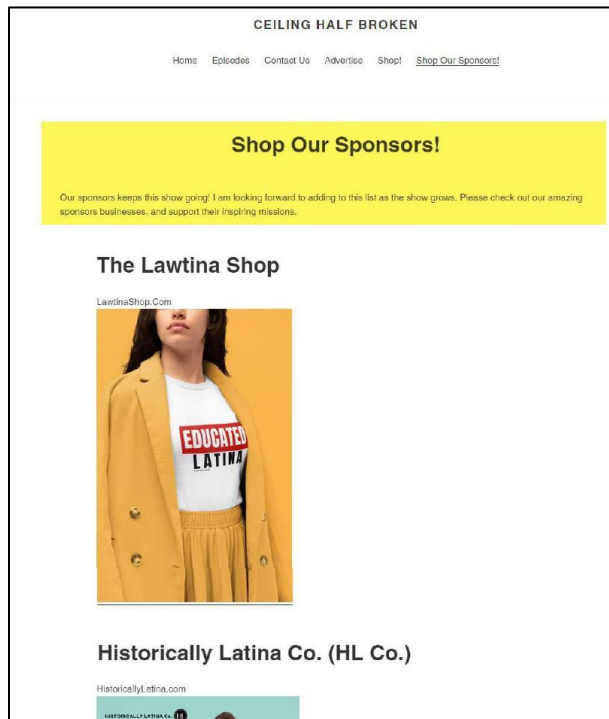 CEILING HALF BROKEN
Home Episodes Contact Us Advertise Shop! Shop Our Sponsors!
Shop Our Sponsors!
Our sponsors keeps this show going! I am looking forward to adding to this list as the show grows. Please check out our amazing
sponsors businesses, and support their inspiring missions.
The Lawtina Shop
LawtinaShop.Com
EDUCATED
LATINA
Historically Latina Co. (HL Co.)
HistoricallyLatina.com
HISTORICALLY LATINA Co.